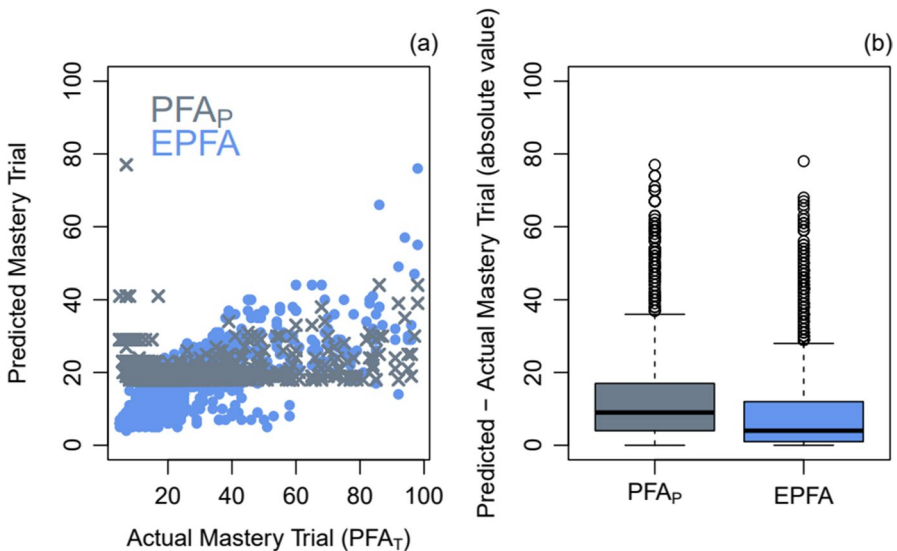 (a)
PFAP
EPFA
Predicted Mastery Trial
100
80
60
40
20
0
20 40 60 80 100
Actual Mastery Trial (PFAT)
(b)
Predicted − Actual Mastery Trial (absolute value)
100
80
60
40
20
0
PFAP EPFA